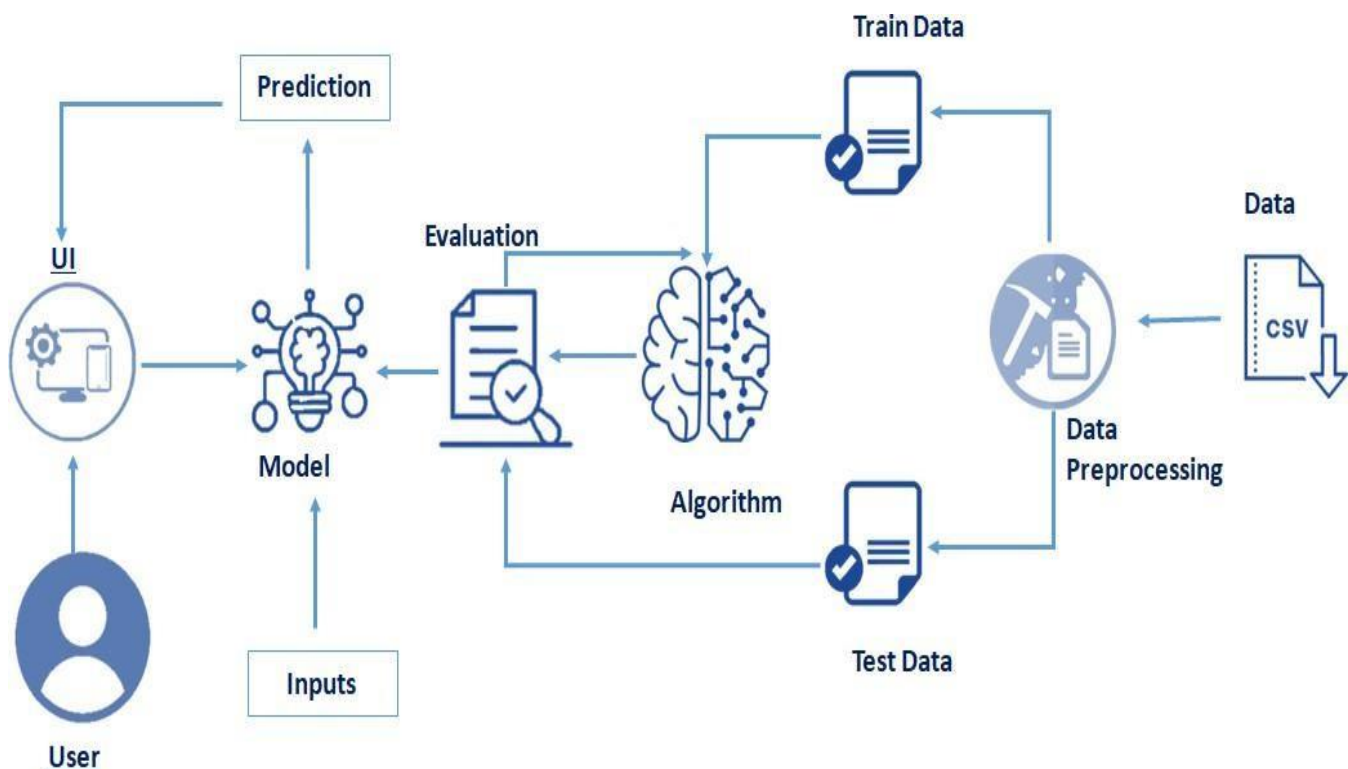 Train Data
Prediction
Data
Evaluation
UI
CSV
Data
Preprocessing
Model
Algorithm
Test Data
Inputs
User